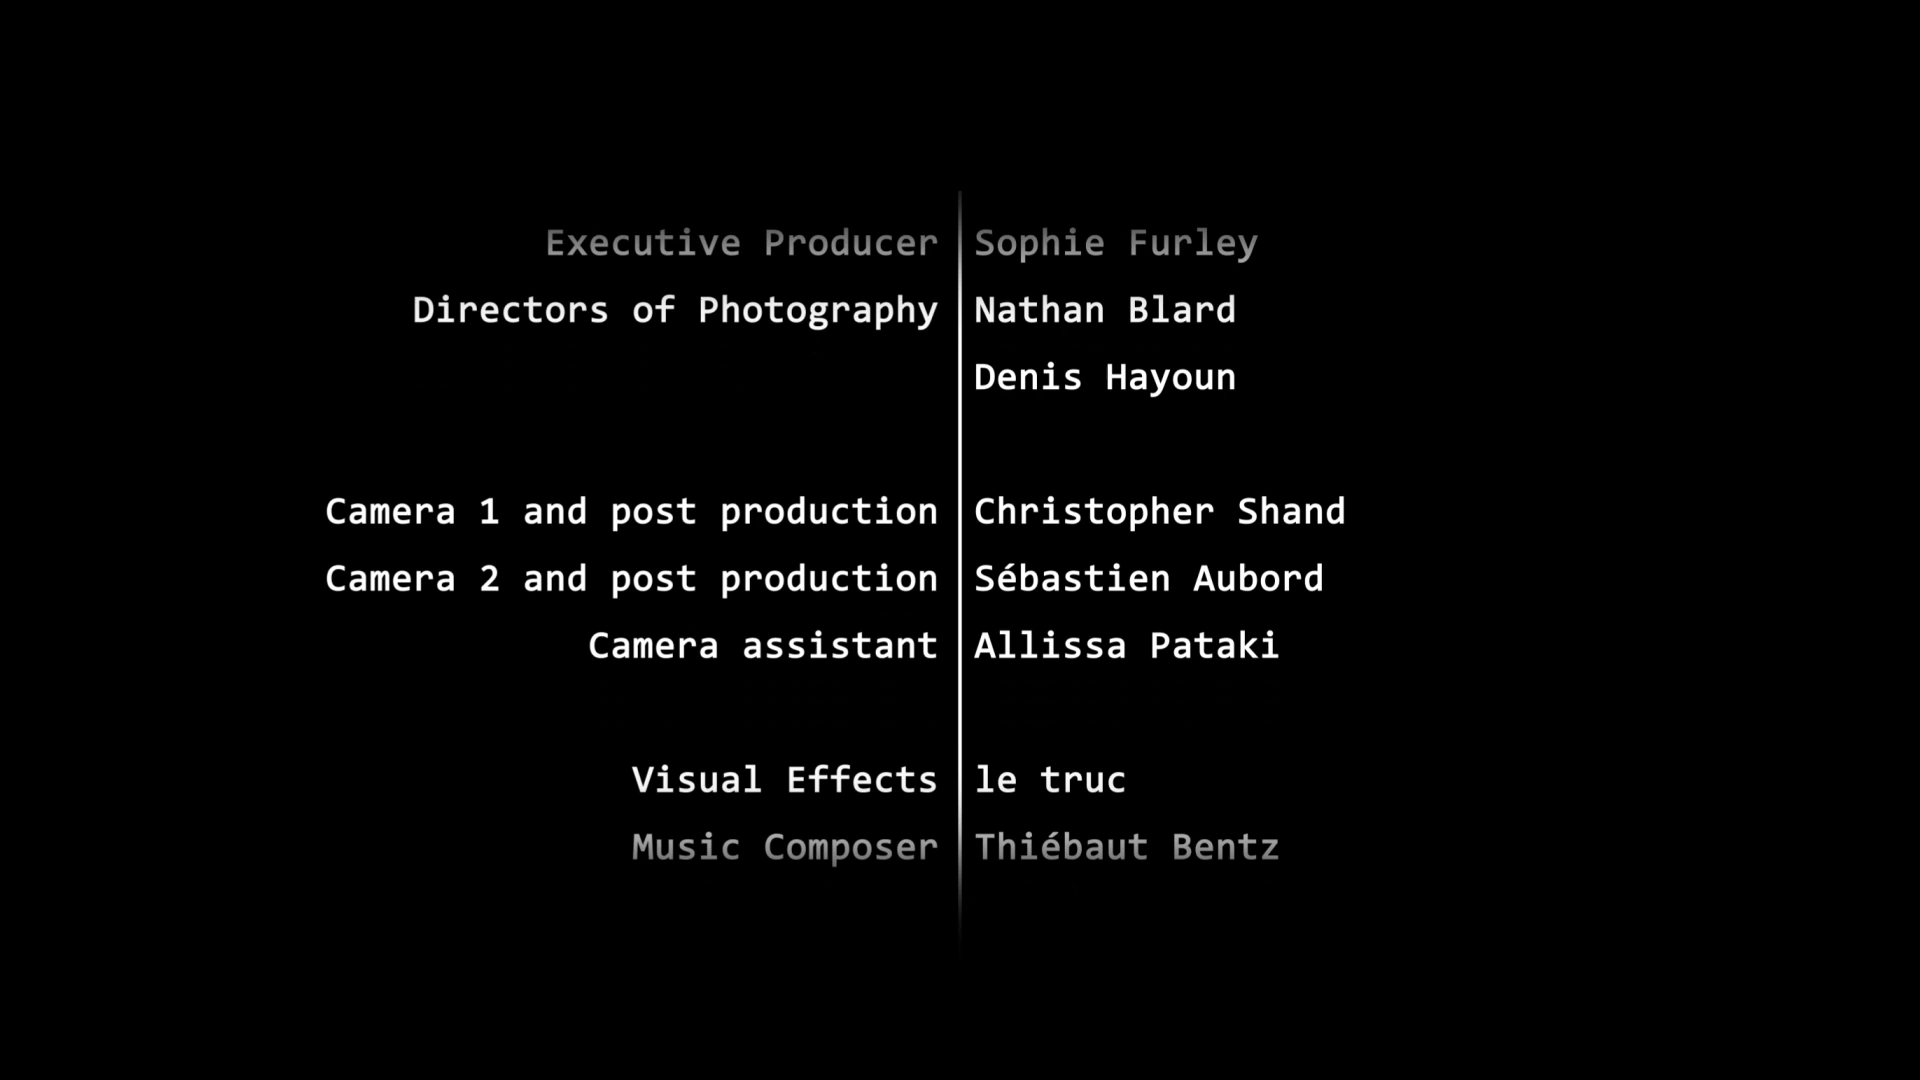 Executive Producer Sophie Furley
Directors of Photography Nathan Blard
Denis Hayoun
Camera 1 and post production Christopher Shand
Camera 2 and post production Sébastien Aubord
Camera assistant Allissa Pataki
Visual Effects le truc
Music Composer Thiébaut Bentz